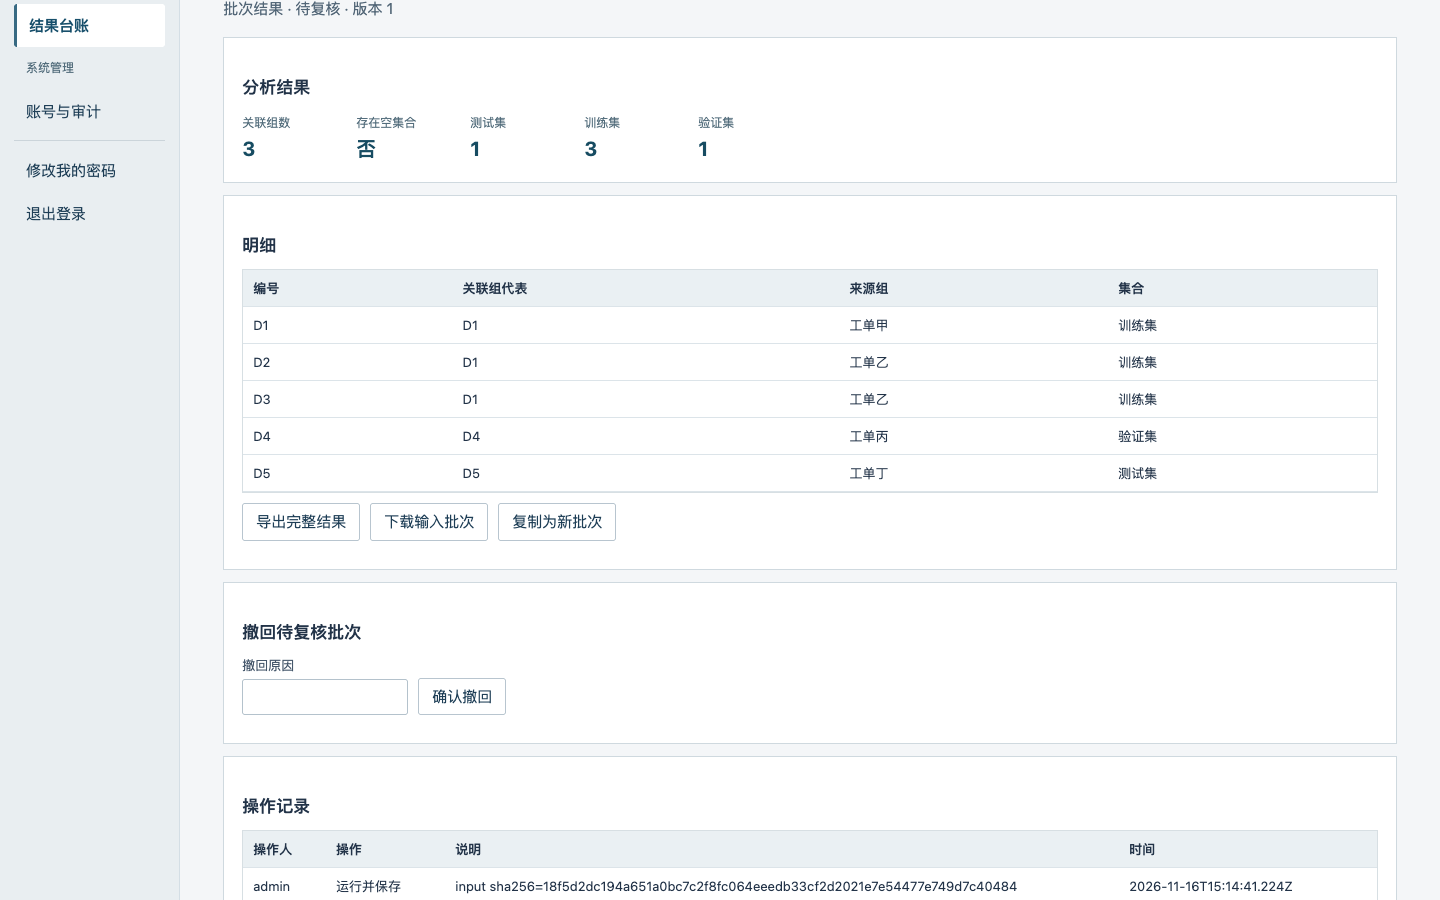 结果台账
系统管理
账号与审计
修改我的密码
退出登录
批次结果 · 待复核 · 版本 1
分析结果
关联组数 存在空集合 测试集 训练集 验证集
3 否 1 3 1
明细
编号 关联组代表 来源组 集合
D1 D1 工单甲 训练集
D2 D1 工单乙 训练集
D3 D1 工单乙 训练集
D4 D4 工单丙 验证集
D5 D5 工单丁 测试集
导出完整结果 下载输入批次 复制为新批次
撤回待复核批次
撤回原因
确认撤回
操作记录
操作人 操作 说明 时间
admin 运行并保存 input sha256=18f5d2dc194a651a0bc7c2f8fc064eeedb33cf2d2021e7e54477e749d7c40484 2026-11-16T15:14:41.224Z